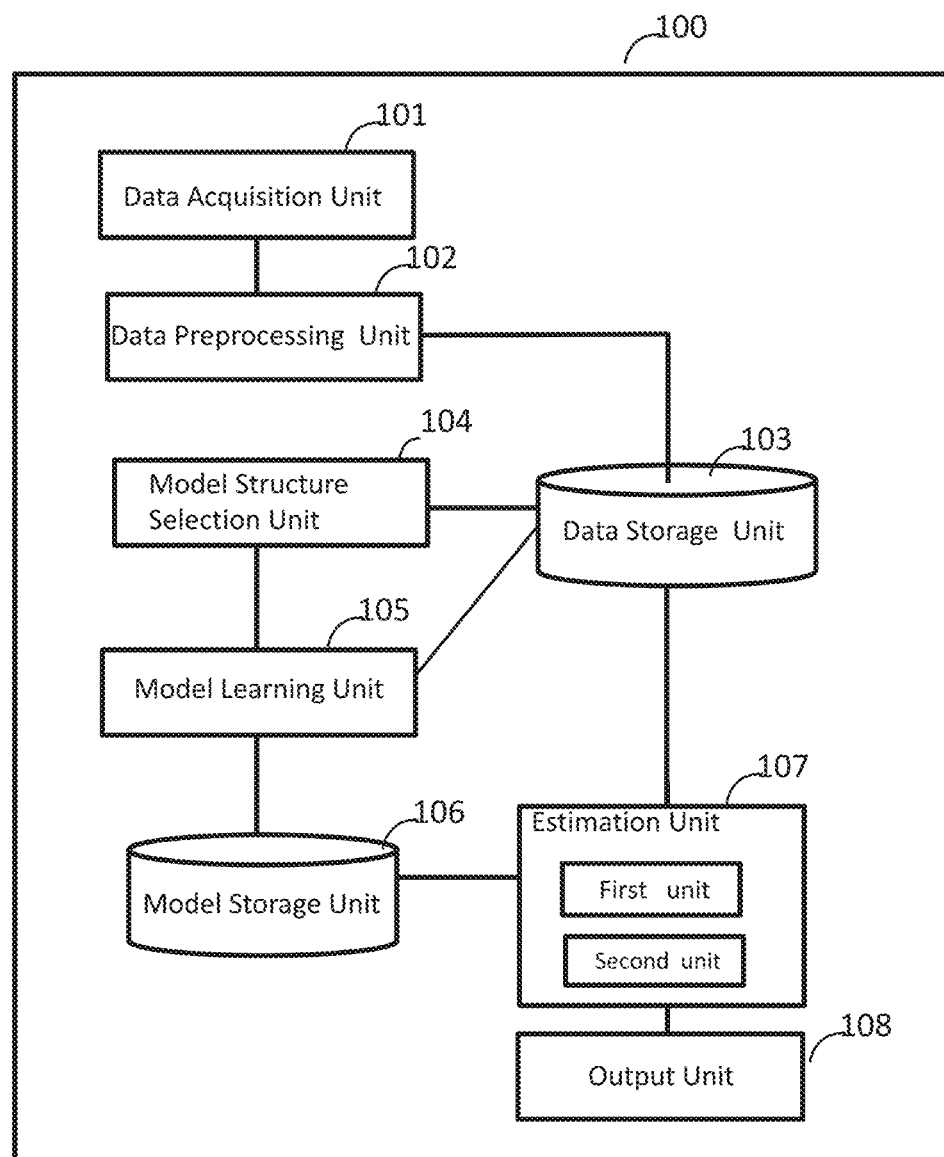 100
101
Data Acquisition Unit
102
Data Preprocessing Unit
104
Model Structure
Selection Unit
103
Data Storage Unit
105
Model Learning Unit
106
Model Storage Unit
107
Estimation Unit
First unit
Second unit
108
Output Unit